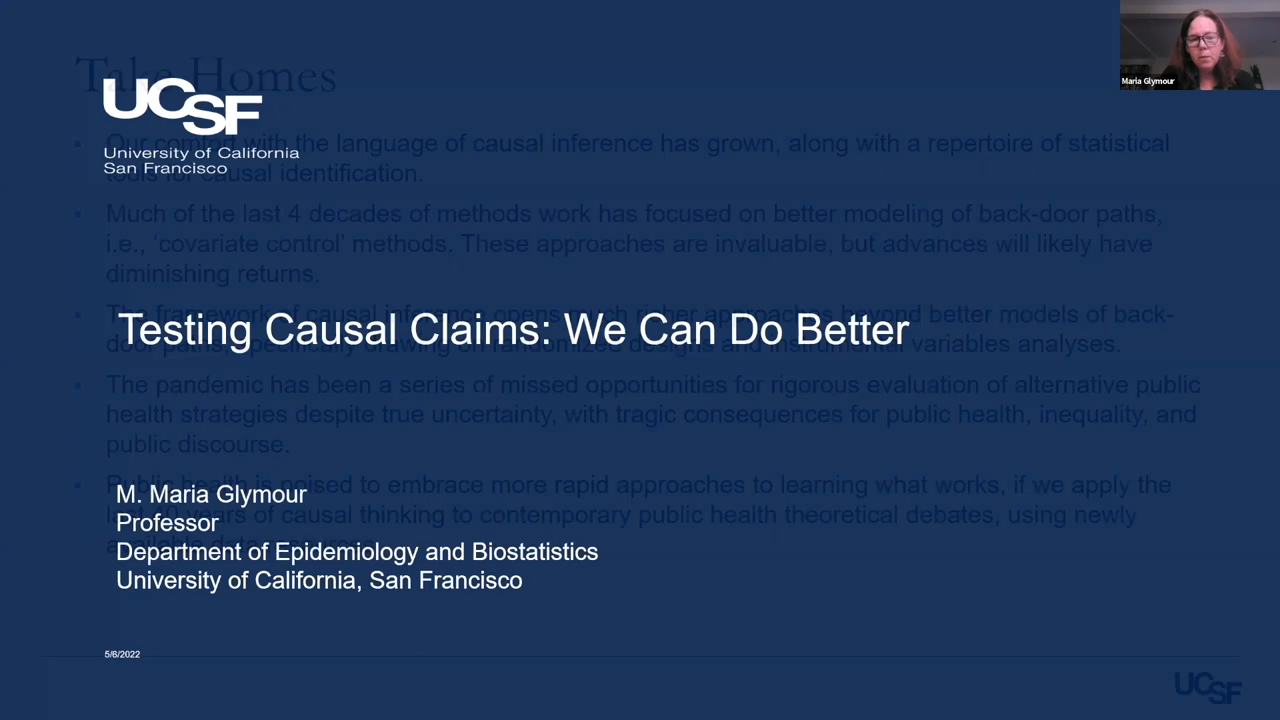 Take Homes
UCSF
University of California
San Francisco
Maria Glymour
Our comfort with the language of causal inference has grown, along with a repertoire of statistical
tools for causal identification.
Much of the last 4 decades of methods work has focused on better modeling of back-door paths,
i.e., ‘covariate control’ methods. These approaches are invaluable, but advances will likely have
diminishing returns.
The framework of causal inference opens much richer approaches beyond better models of back-
door paths, specifically drawing on randomized designs and instrumental variables analyses.
Testing Causal Claims: We Can Do Better
The pandemic has been a series of missed opportunities for rigorous evaluation of alternative public
health strategies despite true uncertainty, with tragic consequences for public health, inequality, and
public discourse.
Public health is poised to embrace more rapid approaches to learning what works, if we apply the
last 40 years of causal thinking to contemporary public health theoretical debates, using newly
available data
M. Maria Glymour
Professor
Department of Epidemiology and Biostatistics
University of California, San Francisco
5/6/2022
UCSF